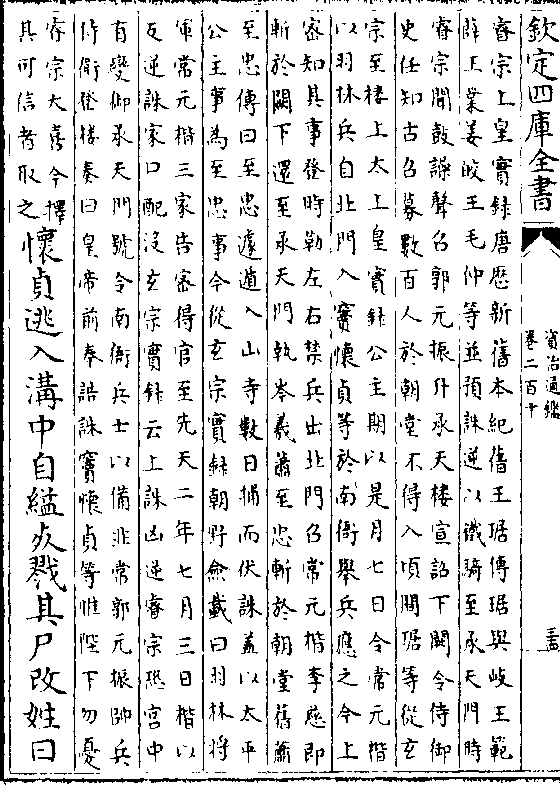 欽定四庫全書
資治通鑑
卷二百十
睿宗上皇實録唐厯新舊本紀舊王琚傳琚與岐王範
薛王業姜皎王毛仲等並預誅逆以鐵騎至承天門時
睿宗聞鼓譟聲召郭元振升承天樓宣詔下關令侍御
史任知古召募數百人於朝堂不得入頃間琚等從玄
宗至樓上太上皇實録公主期以是月七日令常元楷
以羽林兵自北門入竇懷貞等於南衙舉兵應之今上
密知其事登時勒左右禁兵出北門召常元楷李慈即
斬於闕下還至承天門執岑羲蕭至忠斬於朝堂舊蕭
至忠傳曰至忠遽遁入山寺數日捕而伏誅蓋以太平
公主事為至忠事今從玄宗實録朝野僉載曰羽林將
軍常元楷三家告密得官至先天二年七月三日楷以
反逆誅家口配沒玄宗實録云上誅凶逆睿宗恐宫中
有變御承天門號令南衙兵士以備非常郭元振帥兵
侍衛登樓奏曰皇帝前奉誥誅竇懷貞等惟陛下勿憂
睿宗大喜今擇
其可信者取之懷貞逃入溝中自縊死戮其尸改姓曰